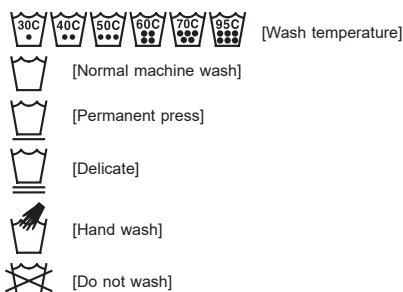 30C 40C 50C 60C 70C 95C [Wash temperature]
[Normal machine wash]
[Permanent press]
[Delicate]
[Hand wash]
[Do not wash]